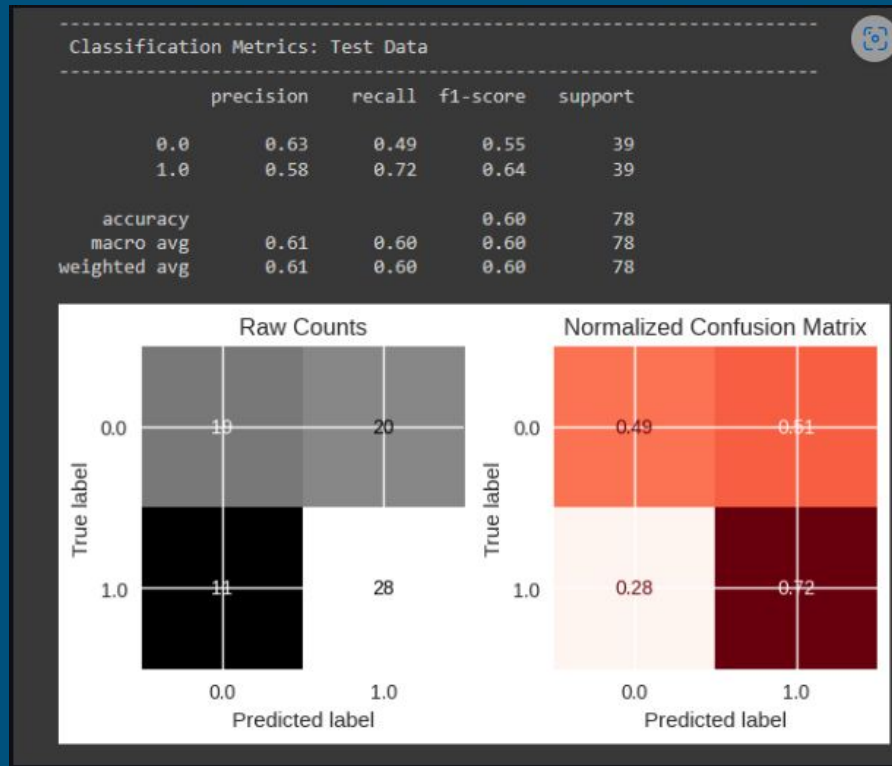 Classification Metrics: Test Data
precision recall f1-score support
0.0 0.63 0.49 0.55 39
1.0 0.58 0.72 0.64 39
accuracy 0.60 78
macro avg 0.61 0.60 0.60 78
weighted avg 0.61 0.60 0.60 78
Raw Counts
True label
0.0 19 20
1.0 11 28
0.0 1.0
Predicted label
Normalized Confusion Matrix
True label
0.0 0.49 0.51
1.0 0.28 0.72
0.0 1.0
Predicted label